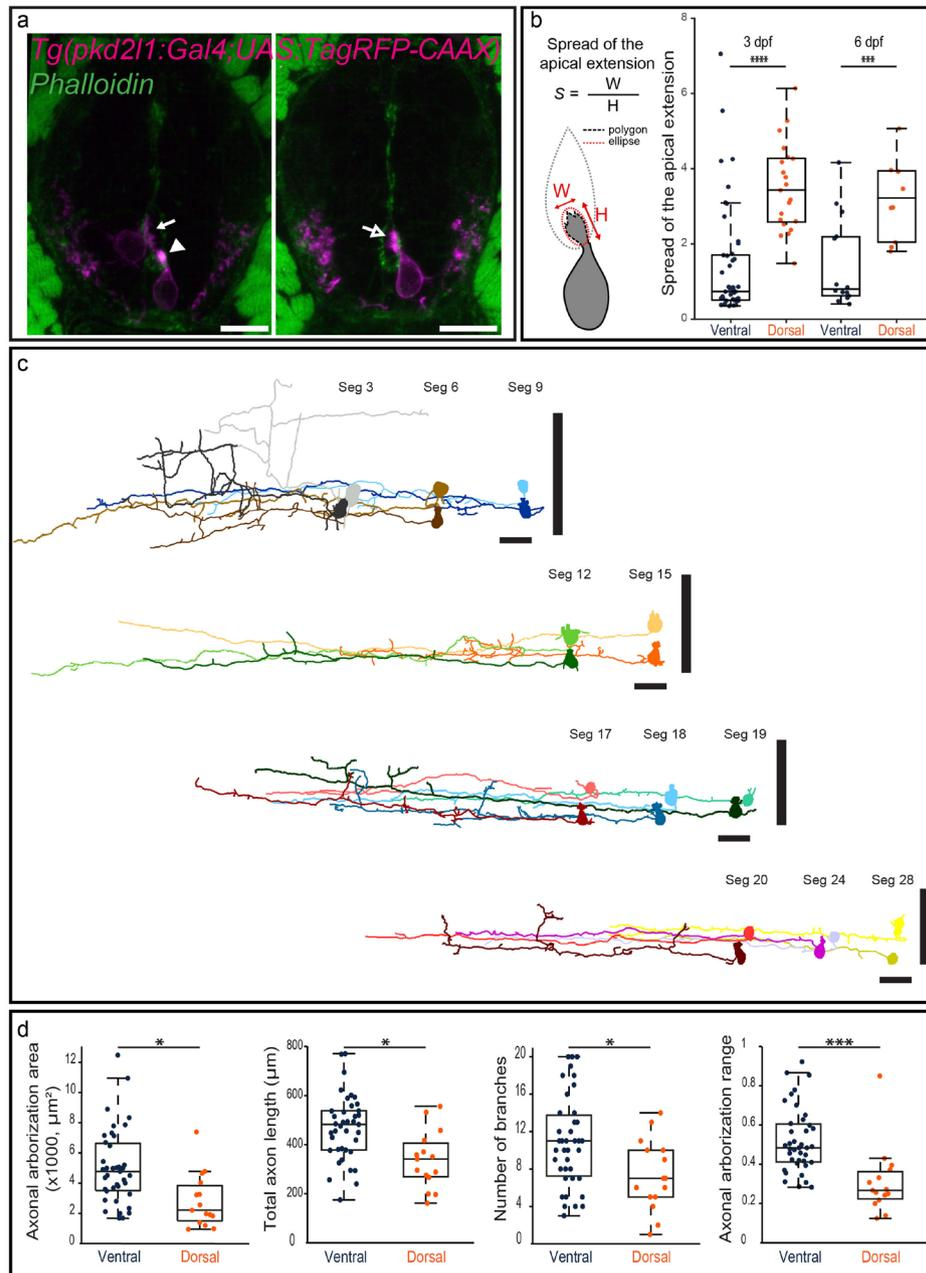 a
Tg(pkd2l1:Gal4;UAS:TagRFP-CAAX)
Phalloidin
b
Spread of the
apical extension
S = W
H
polygon
ellipse
W
H
Spread of the apical extension
8
6
4
2
0
3 dpf
****
6 dpf
***
Ventral
Dorsal
Ventral
Dorsal
c
Seg 3
Seg 6
Seg 9
Seg 12
Seg 15
Seg 17
Seg 18
Seg 19
Seg 20
Seg 24
Seg 28
d
Axonal arborization area
(x1000, µm²)
12
10
8
6
4
2
0
*
Ventral
Dorsal
Total axon length (µm)
800
600
400
200
0
*
Ventral
Dorsal
Number of branches
20
16
12
8
4
0
*
Ventral
Dorsal
Axonal arborization range
1
0.8
0.6
0.4
0.2
0
***
Ventral
Dorsal